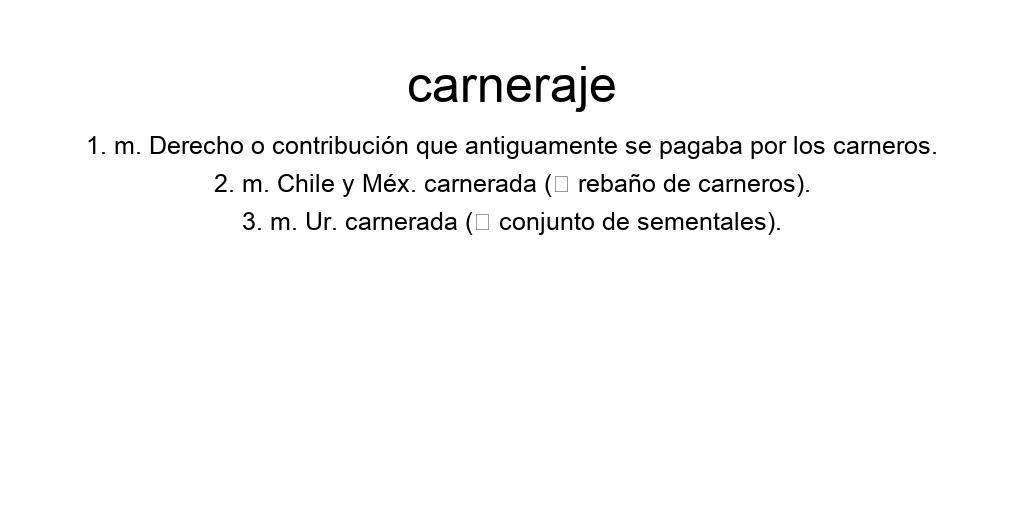 carneraje
1. m. Derecho o contribución que antiguamente se pagaba por los carneros.
2. m. Chile y Méx. carnerada (▯ rebaño de carneros).
3. m. Ur. carnerada (▯ conjunto de sementales).